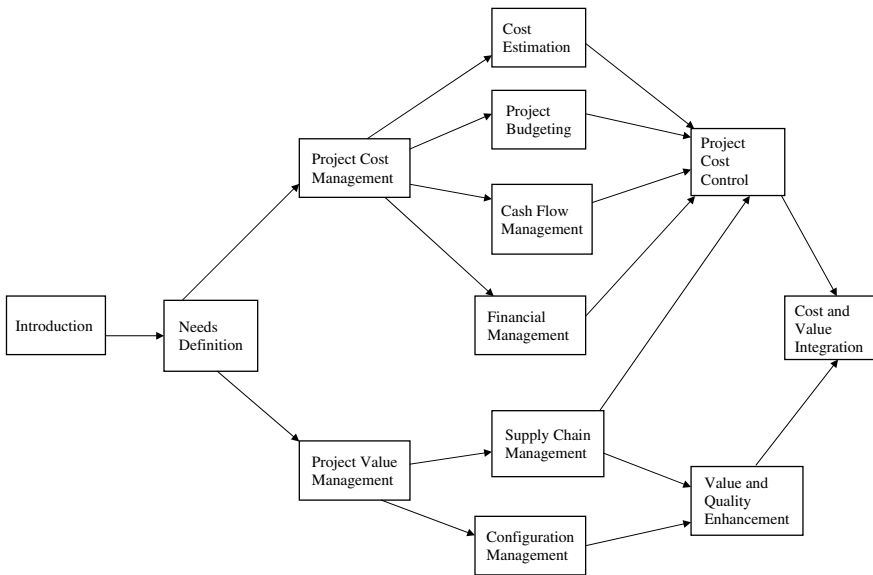 Introduction
Needs
Definition
Project Cost
Management
Project Value
Management
Cost
Estimation
Project
Budgeting
Cash Flow
Management
Financial
Management
Supply Chain
Management
Configuration
Management
Project
Cost
Control
Value and
Quality
Enhancement
Cost and
Value
Integration